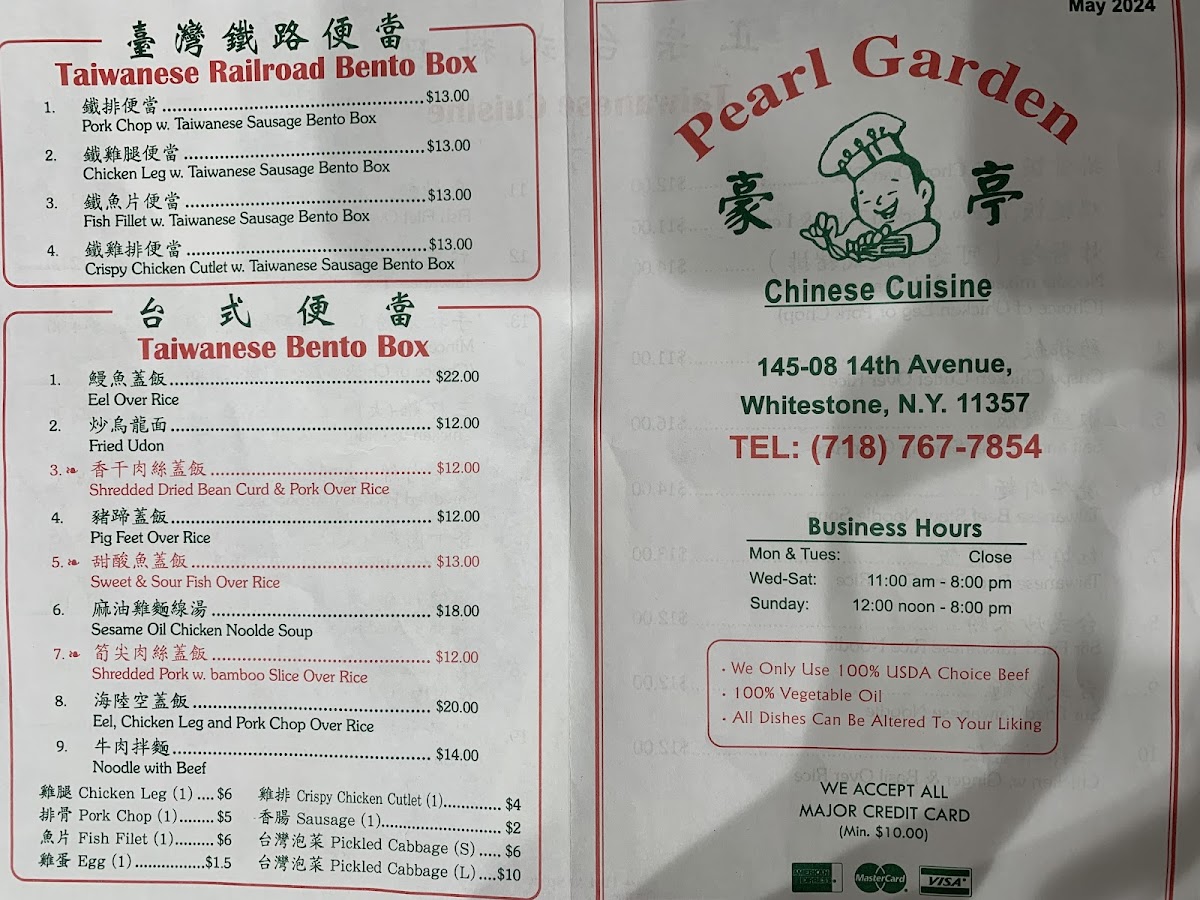 臺灣鐵路便當
Taiwanese Railroad Bento Box
1. 鐵排便當 $13.00
Pork Chop w. Taiwanese Sausage Bento Box
2. 鐵雞腿便當 $13.00
Chicken Leg w. Taiwanese Sausage Bento Box
3. 鐵魚片便當 $13.00
Fish Fillet w. Taiwanese Sausage Bento Box
4. 鐵雞排便當 $13.00
Crispy Chicken Cutlet w. Taiwanese Sausage Bento Box
台式便當
Taiwanese Bento Box
1. 鰻魚蓋飯 $22.00
Eel Over Rice
2. 炒烏龍面 $12.00
Fried Udon
3. 香干肉絲蓋飯 $12.00
Shredded Dried Bean Curd & Pork Over Rice
4. 豬蹄蓋飯 $12.00
Pig Feet Over Rice
5. 甜酸魚蓋飯 $13.00
Sweet & Sour Fish Over Rice
6. 麻油雞麵線湯 $18.00
Sesame Oil Chicken Noolde Soup
7. 筍尖肉絲蓋飯 $12.00
Shredded Pork w. bamboo Slice Over Rice
8. 海陸空蓋飯 $20.00
Eel, Chicken Leg and Pork Chop Over Rice
9. 牛肉拌麵 $14.00
Noodle with Beef
雞腿 Chicken Leg (1) .... $6
排骨 Pork Chop (1) ....... $5
魚片 Fish Filet (1) ......... $6
雞蛋 Egg (1) ............... $1.5
雞排 Crispy Chicken Cutlet (1) ............. $4
香腸 Sausage (1) ........................... $2
台灣泡菜 Pickled Cabbage (S) ..... $6
台灣泡菜 Pickled Cabbage (L) .... $10
May 2024
Pearl Garden
豪亭
Chinese Cuisine
145-08 14th Avenue,
Whitestone, N.Y. 11357
TEL: (718) 767-7854
Business Hours
Mon & Tues: Close
Wed-Sat: 11:00 am - 8:00 pm
Sunday: 12:00 noon - 8:00 pm
· We Only Use 100% USDA Choice Beef
· 100% Vegetable Oil
· All Dishes Can Be Altered To Your Liking
WE ACCEPT ALL
MAJOR CREDIT CARD
(Min. $10.00)
AMERICAN EXPRESS
MasterCard
VISA